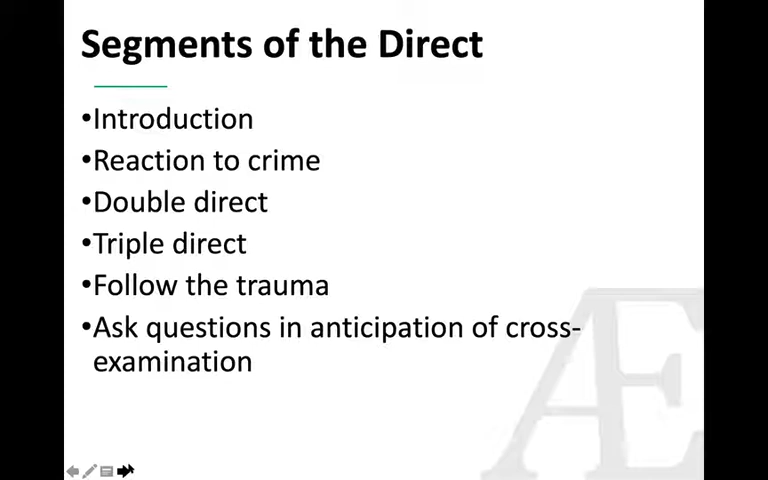 Segments of the Direct
•Introduction
•Reaction to crime
•Double direct
•Triple direct
•Follow the trauma
•Ask questions in anticipation of cross-
examination
Æ